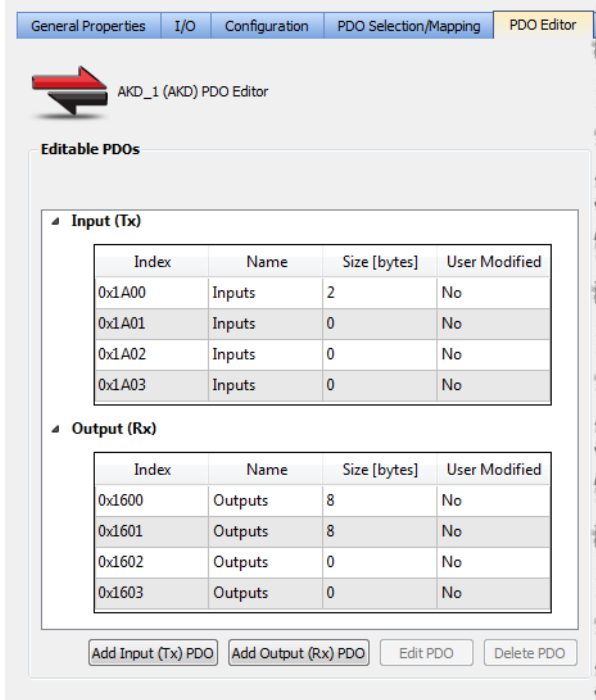 General Properties I/O Configuration PDO Selection/Mapping PDO Editor
AKD_1 (AKD) PDO Editor
Editable PDOs
Input (Tx)
Index Name Size [bytes] User Modified
0x1A00 Inputs 2 No
0x1A01 Inputs 0 No
0x1A02 Inputs 0 No
0x1A03 Inputs 0 No
Output (Rx)
Index Name Size [bytes] User Modified
0x1600 Outputs 8 No
0x1601 Outputs 8 No
0x1602 Outputs 0 No
0x1603 Outputs 0 No
Add Input (Tx) PDO Add Output (Rx) PDO Edit PDO Delete PDO